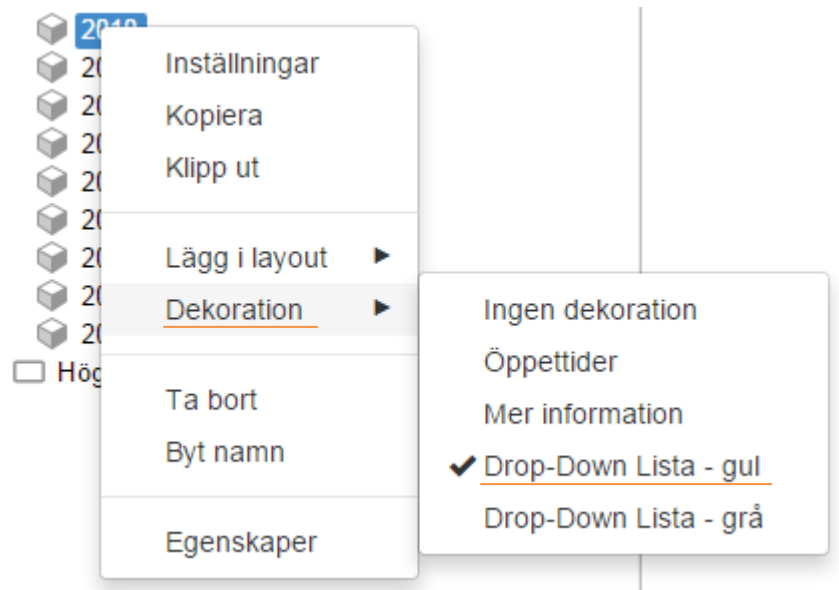 Inställningar
Kopiera
Klipp ut
Lägg i layout
Dekoration
Ta bort
Byt namn
Egenskaper
Ingen dekoration
Öppettider
Mer information
Drop-Down Lista - gul
Drop-Down Lista - grå